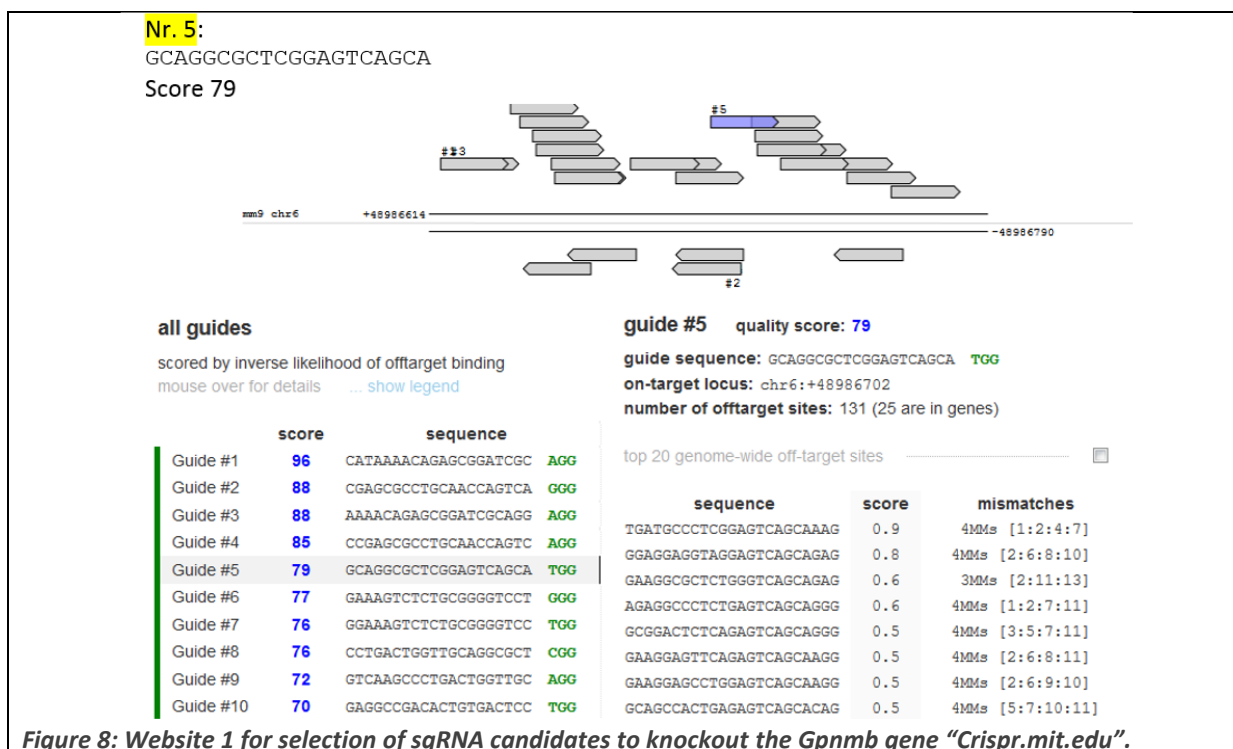 Nr. 5:
GCAGGCGCTCGGAGTCAGCA
Score 79
#5
mm9 chr6 +48986614
-48986790
#2
all guides
scored by inverse likelihood of offtarget binding
mouse over for details ... show legend
score sequence
Guide #1 96 CATAAAACAGAGCGGATCGC AGG
Guide #2 88 CGAGCGCCTGCAACCAGTCA GGG
Guide #3 88 AAAACAGAGCGGATCGCAGG AGG
Guide #4 85 CCGAGCGCCTGCAACCAGTC AGG
Guide #5 79 GCAGGCGCTCGGAGTCAGCA TGG
Guide #6 77 GAAAGTCTCTGCGGGGTCCT GGG
Guide #7 76 GGAAAGTCTCTGCGGGGTCC TGG
Guide #8 76 CCTGACTGGTTGCAGGCGCT CGG
Guide #9 72 GTCAAGCCCTGACTGGTTGC AGG
Guide #10 70 GAGGCCGACACTGTGACTCC TGG
guide #5 quality score: 79
guide sequence: GCAGGCGCTCGGAGTCAGCA TGG
on-target locus: chr6:+48986702
number of offtarget sites: 131 (25 are in genes)
top 20 genome-wide off-target sites
sequence score mismatches
TGATGCCCTCGGAGTCAGCAAAG 0.9 4MMs [1:2:4:7]
GGAGGAGGTAGGAGTCAGCAGAG 0.8 4MMs [2:6:8:10]
GAAGGCGCTCTGGGTCAGCAGAG 0.6 3MMs [2:11:13]
AGAGGCCCTCTGAGTCAGCAGGG 0.6 4MMs [1:2:7:11]
GCGGACTCTCAGAGTCAGCAGGG 0.5 4MMs [3:5:7:11]
GAAGGAGTTCAGAGTCAGCAAGG 0.5 4MMs [2:6:8:11]
GAAGGAGCCTGGAGTCAGCAAGG 0.5 4MMs [2:6:9:10]
GCAGCCACTGAGAGTCAGCACAG 0.5 4MMs [5:7:10:11]
Figure 8: Website 1 for selection of sgRNA candidates to knockout the Gpnmb gene “Crispr.mit.edu”.